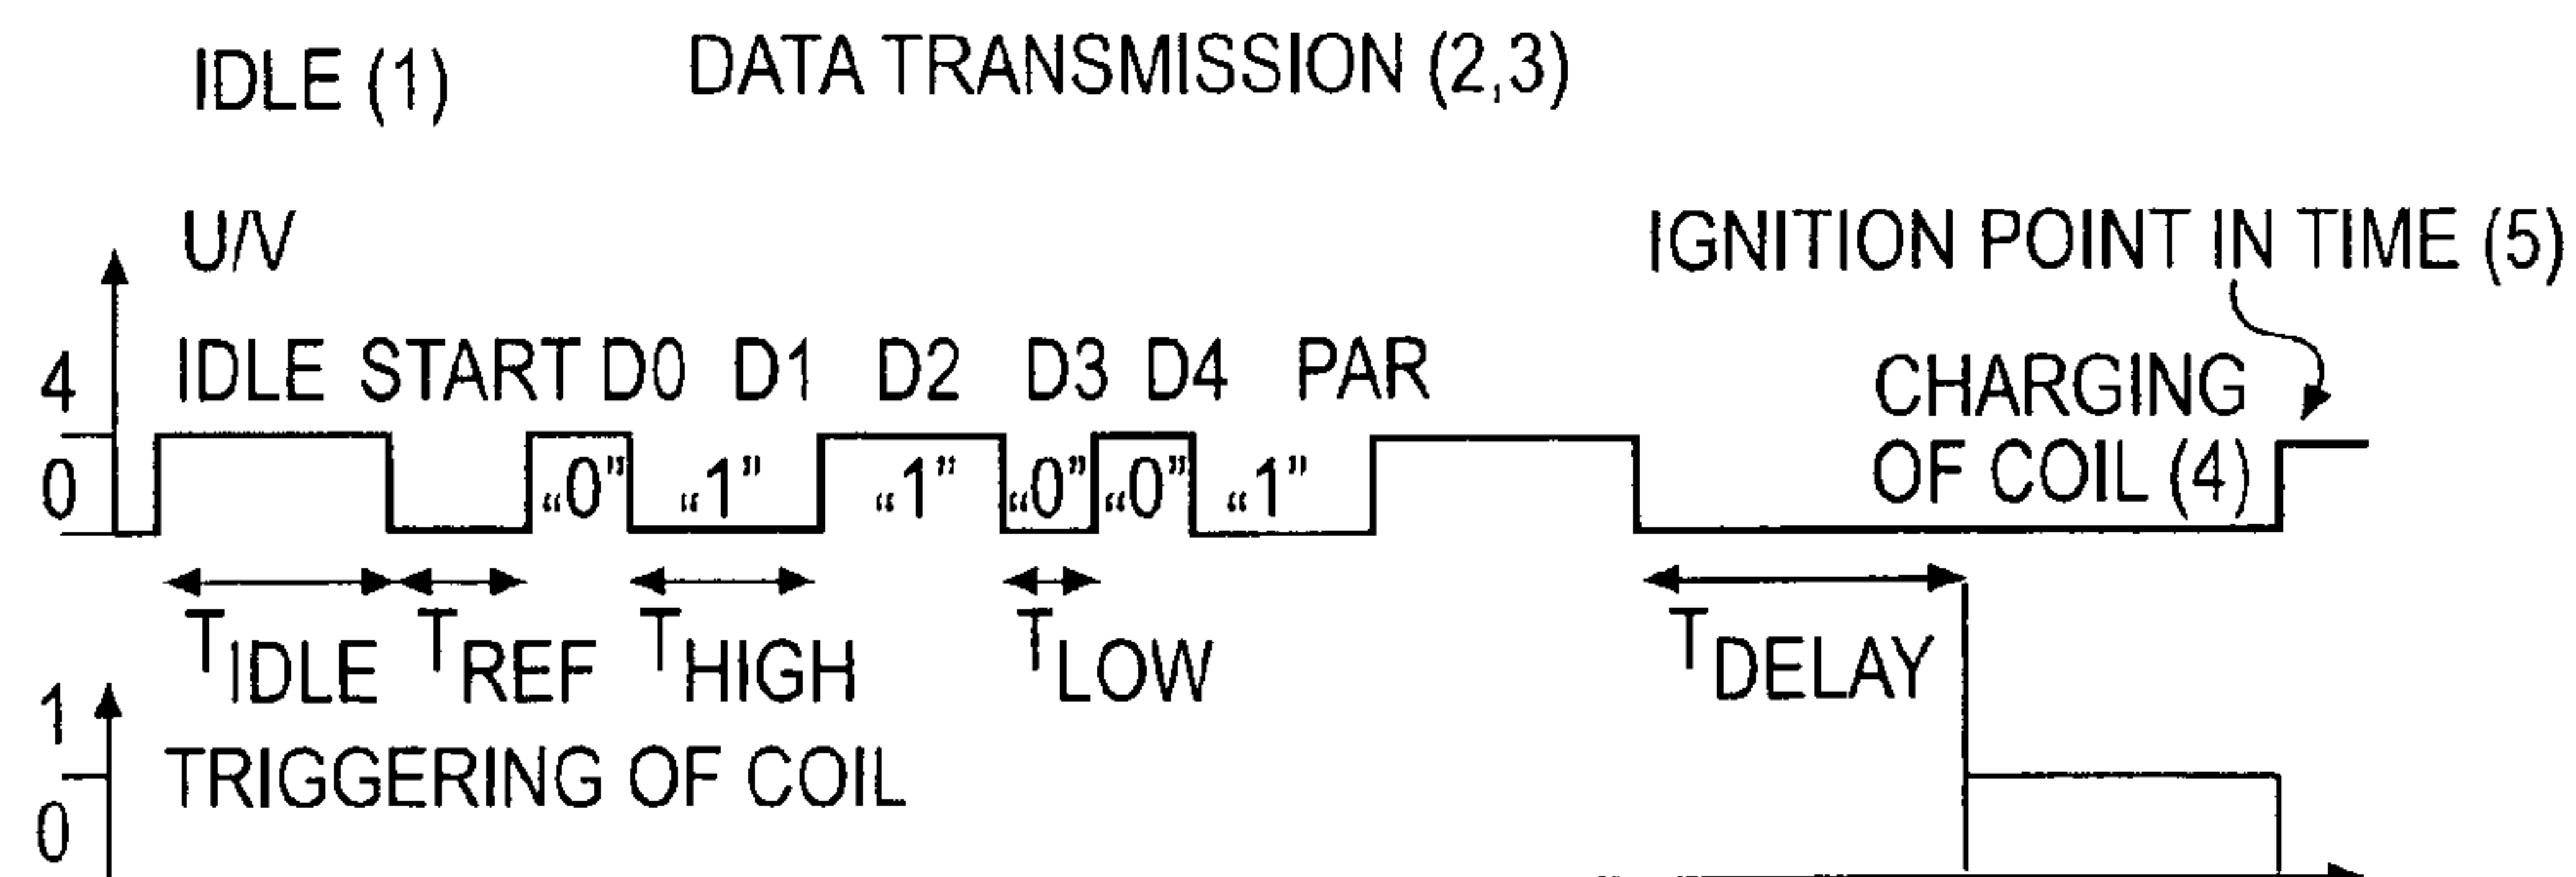 IDLE (1) DATA TRANSMISSION (2,3)
U/V
IGNITION POINT IN TIME (5)
4
IDLE START D0 D1 D2 D3 D4 PAR
CHARGING
OF COIL (4)
0
„0” „1” „1” „0” „0” „1”
TIDLE TREF THIGH TLOW TDELAY
1
TRIGGERING OF COIL
0